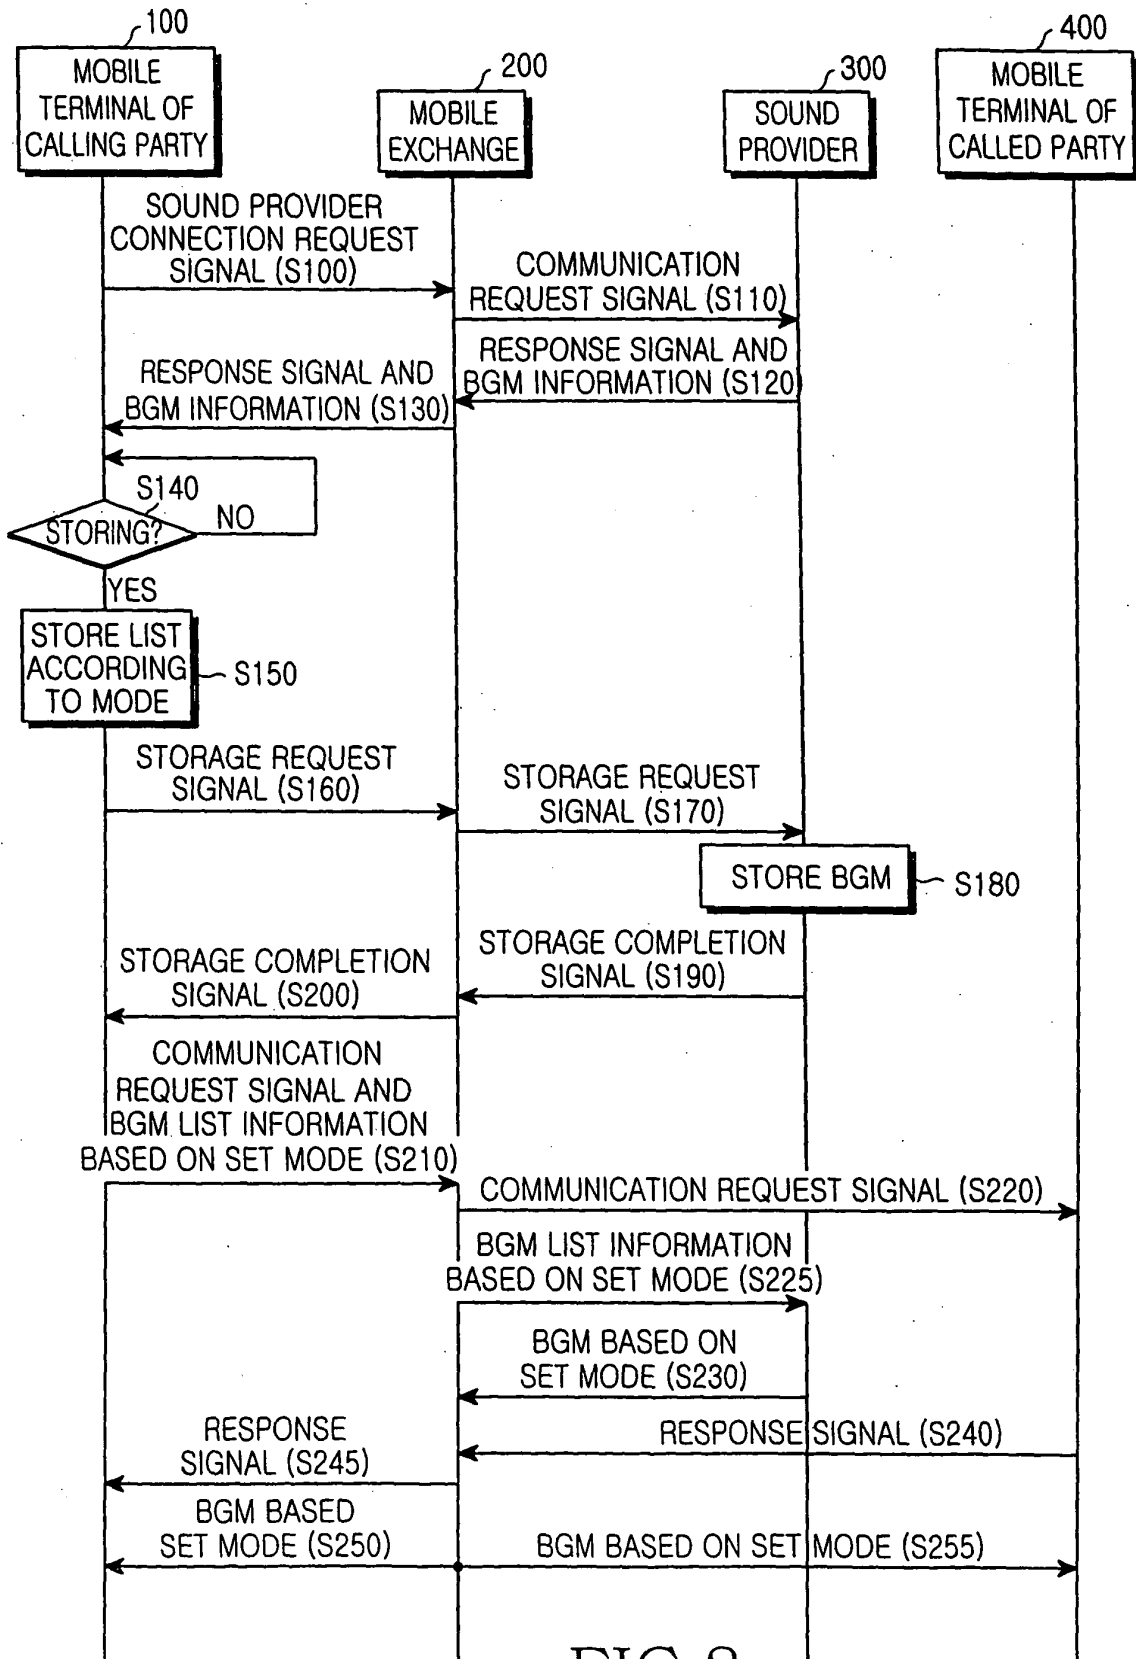 100
MOBILE
TERMINAL OF
CALLING PARTY
200
MOBILE
EXCHANGE
300
SOUND
PROVIDER
400
MOBILE
TERMINAL OF
CALLED PARTY
SOUND PROVIDER
CONNECTION REQUEST
SIGNAL (S100)
COMMUNICATION
REQUEST SIGNAL (S110)
RESPONSE SIGNAL AND
BGM INFORMATION (S120)
RESPONSE SIGNAL AND
BGM INFORMATION (S130)
S140
STORING?
NO
YES
STORE LIST
ACCORDING
TO MODE
S150
STORAGE REQUEST
SIGNAL (S160)
STORAGE REQUEST
SIGNAL (S170)
STORE BGM
S180
STORAGE COMPLETION
SIGNAL (S190)
STORAGE COMPLETION
SIGNAL (S200)
COMMUNICATION
REQUEST SIGNAL AND
BGM LIST INFORMATION
BASED ON SET MODE (S210)
COMMUNICATION REQUEST SIGNAL (S220)
BGM LIST INFORMATION
BASED ON SET MODE (S225)
BGM BASED ON
SET MODE (S230)
RESPONSE SIGNAL (S240)
RESPONSE
SIGNAL (S245)
BGM BASED
SET MODE (S250)
BGM BASED ON SET MODE (S255)